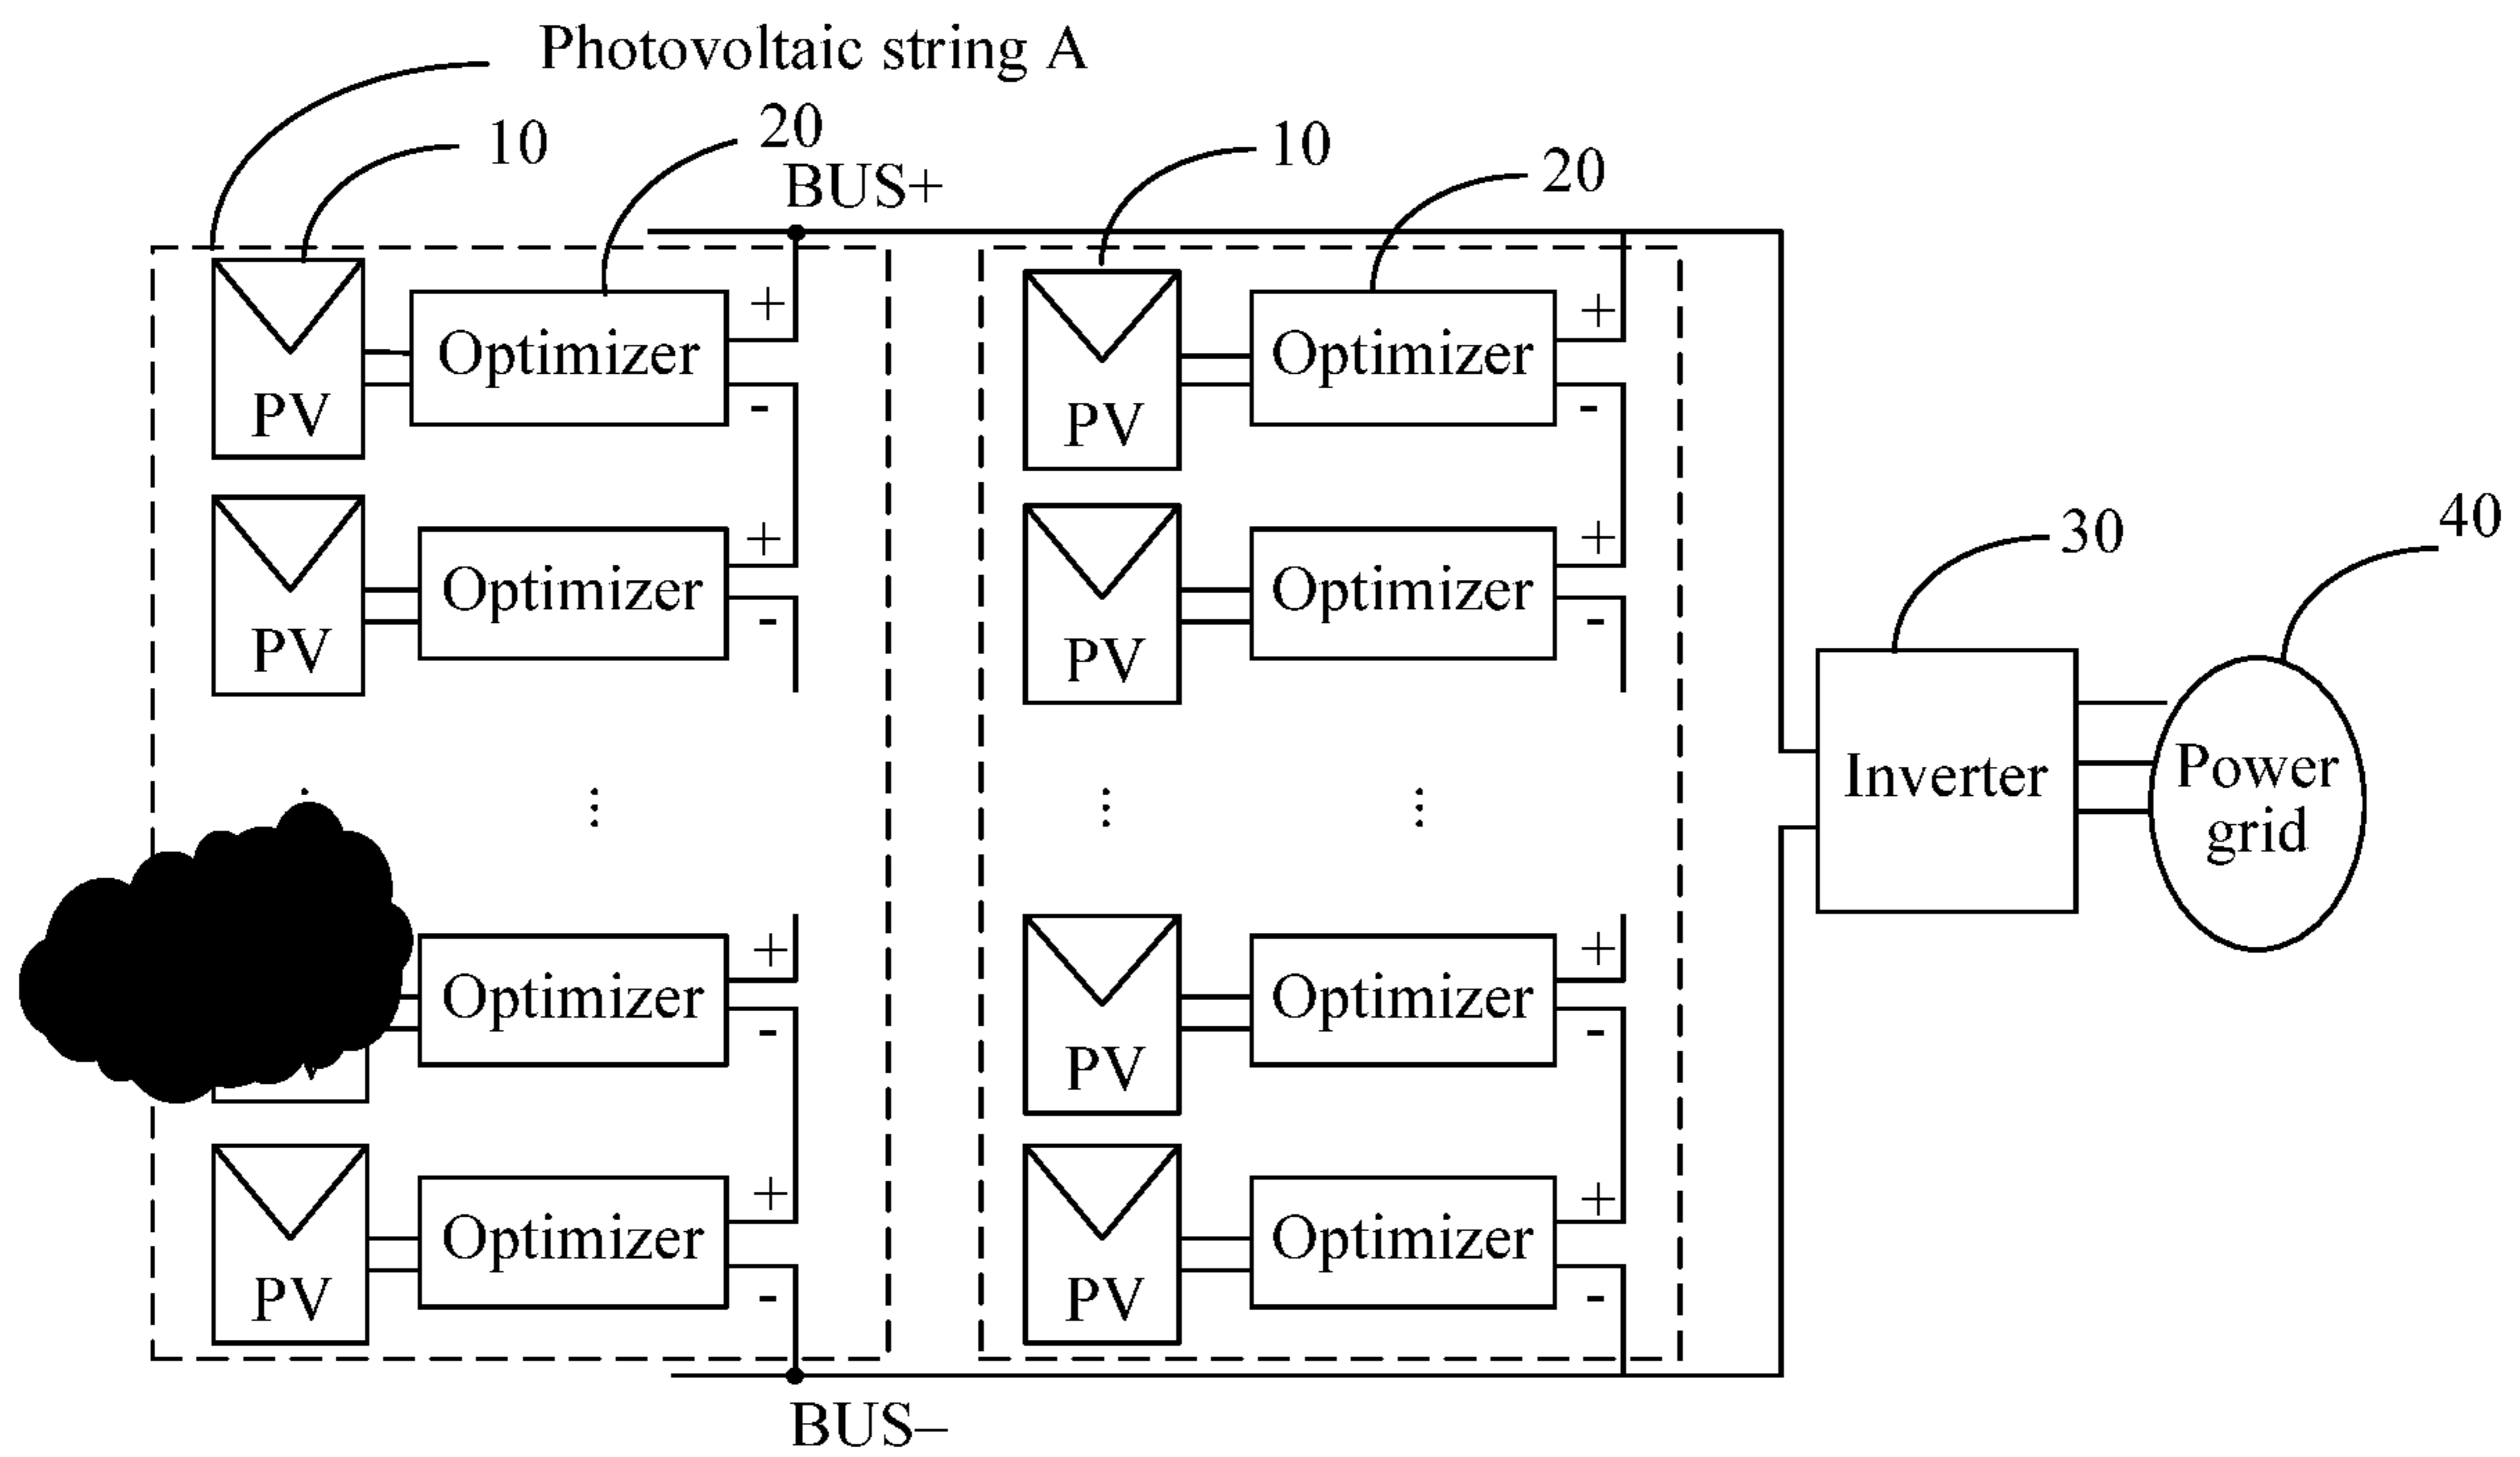 Photovoltaic string A
10
20
BUS+
10
20
+
Optimizer
-
PV
+
Optimizer
-
PV
+
Optimizer
-
PV
+
Optimizer
-
PV
30
40
Inverter
Power
grid
+
Optimizer
-
+
Optimizer
-
PV
+
Optimizer
-
PV
+
Optimizer
-
PV
BUS–